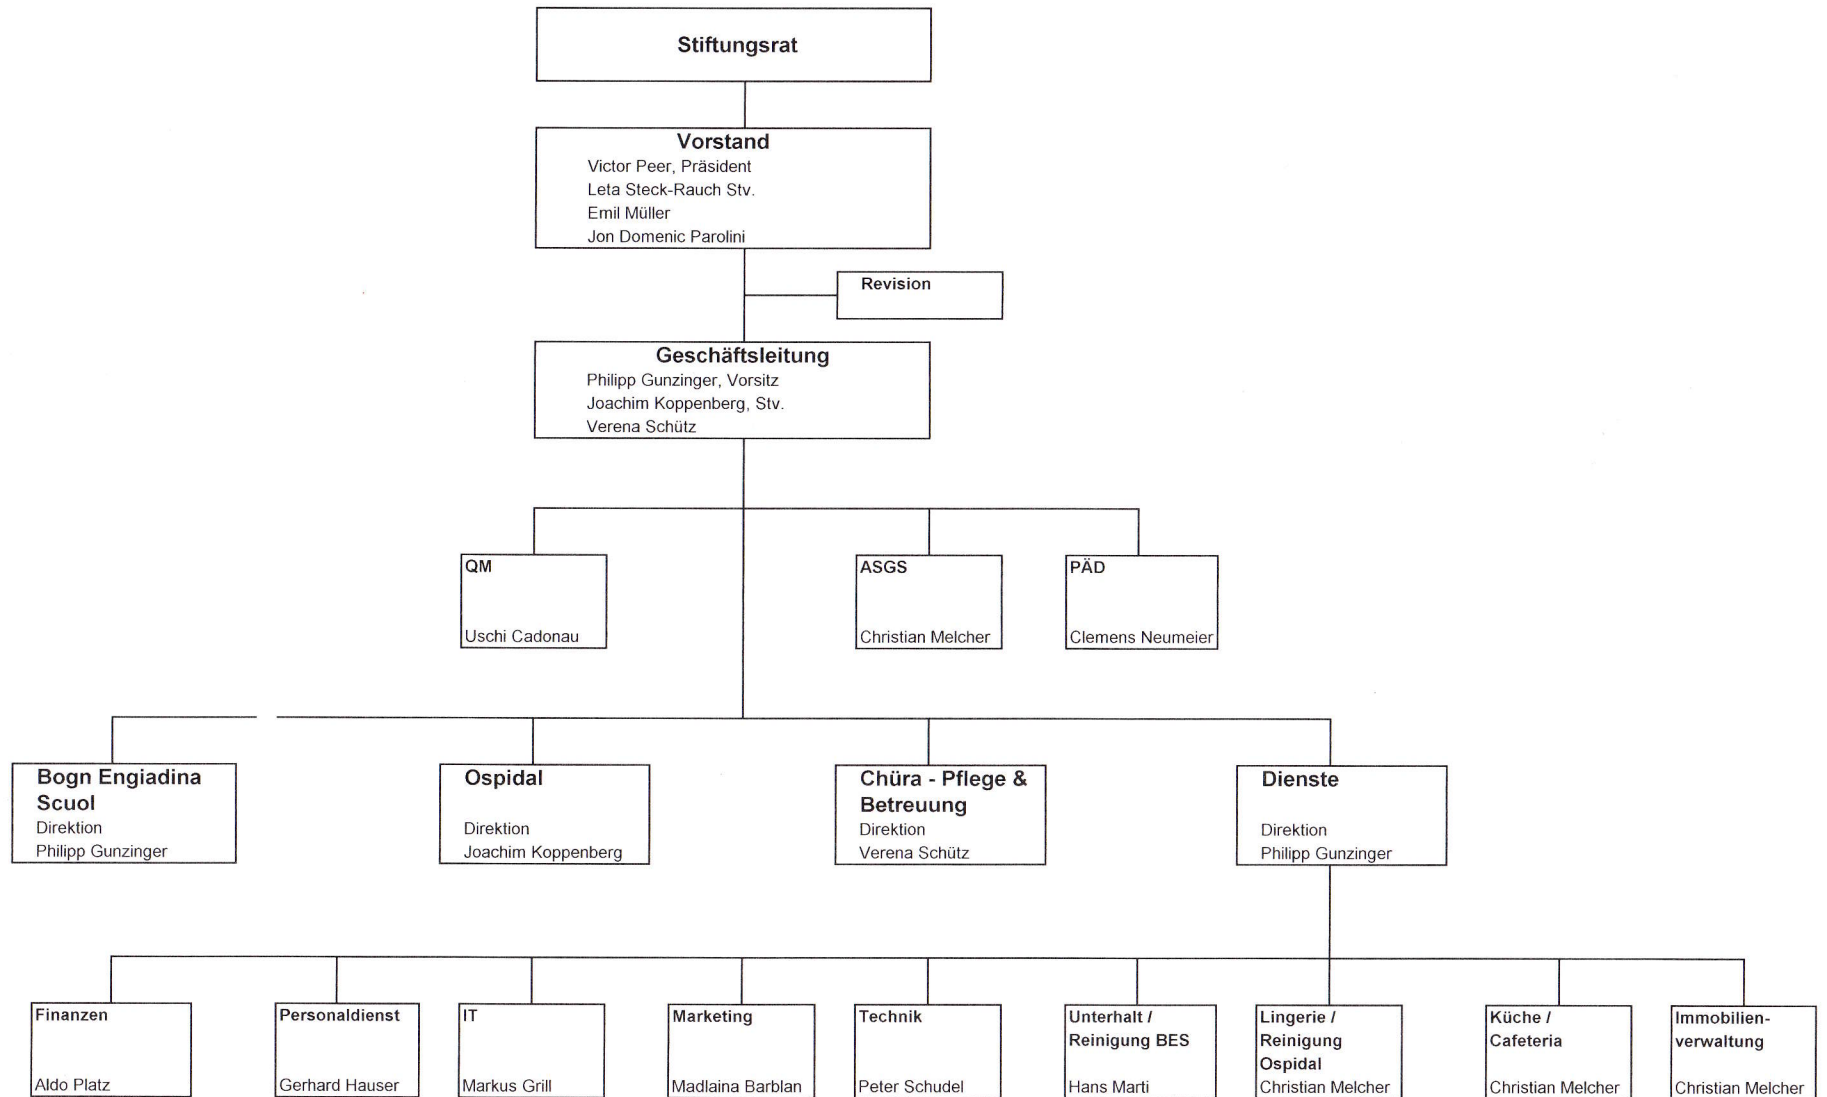 Stiftungsrat
Vorstand
Victor Peer, Präsident
Leta Steck-Rauch Stv.
Emil Müller
Jon Domenic Parolini
Revision
Geschäftsleitung
Philipp Gunzinger, Vorsitz
Joachim Koppenberg, Stv.
Verena Schütz
QM
Uschi Cadonau
ASGS
Christian Melcher
PÄD
Clemens Neumeier
Bogn Engiadina
Scuol
Direktion
Philipp Gunzinger
Ospidal
Direktion
Joachim Koppenberg
Chüra - Pflege &
Betreuung
Direktion
Verena Schütz
Dienste
Direktion
Philipp Gunzinger
Finanzen
Aldo Platz
Personaldienst
Gerhard Hauser
IT
Markus Grill
Marketing
Madlaina Barblan
Technik
Peter Schudel
Unterhalt /
Reinigung BES
Hans Marti
Lingerie /
Reinigung
Ospidal
Christian Melcher
Küche /
Cafeteria
Christian Melcher
Immobilien-
verwaltung
Christian Melcher